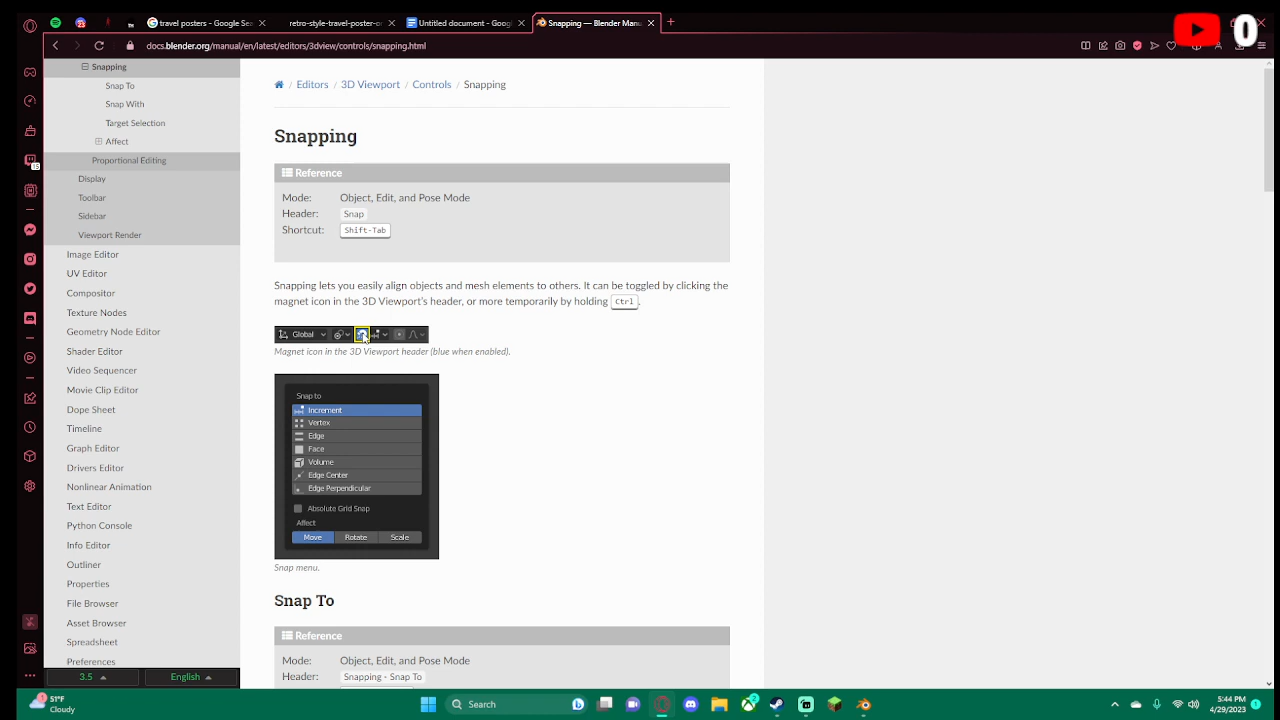 travel posters - Google Sea
retro-style-travel-poster-or
Untitled document - Google
Snapping — Blender Manu
0
docs.blender.org/manual/en/latest/editors/3dview/controls/snapping.html
Snapping
Snap To
Snap With
Target Selection
Affect
Proportional Editing
Display
Toolbar
Sidebar
Viewport Render
Image Editor
UV Editor
Compositor
Texture Nodes
Geometry Node Editor
Shader Editor
Video Sequencer
Movie Clip Editor
Dope Sheet
Timeline
Graph Editor
Drivers Editor
Nonlinear Animation
Text Editor
Python Console
Info Editor
Outliner
Properties
File Browser
Asset Browser
Spreadsheet
Preferences
3.5
English
/ Editors / 3D Viewport / Controls / Snapping
Snapping
Reference
Mode: Object, Edit, and Pose Mode
Header: Snap
Shortcut: Shift-Tab
Snapping lets you easily align objects and mesh elements to others. It can be toggled by clicking the
magnet icon in the 3D Viewport's header, or more temporarily by holding Ctrl.
Global
Magnet icon in the 3D Viewport header (blue when enabled).
Snap to
Increment
Vertex
Edge
Face
Volume
Edge Center
Edge Perpendicular
Absolute Grid Snap
Affect
Move Rotate Scale
Snap menu.
Snap To
Reference
Mode: Object, Edit, and Pose Mode
Header: Snapping - Snap To
51°F
Cloudy
Search
5:44 PM
4/29/2023